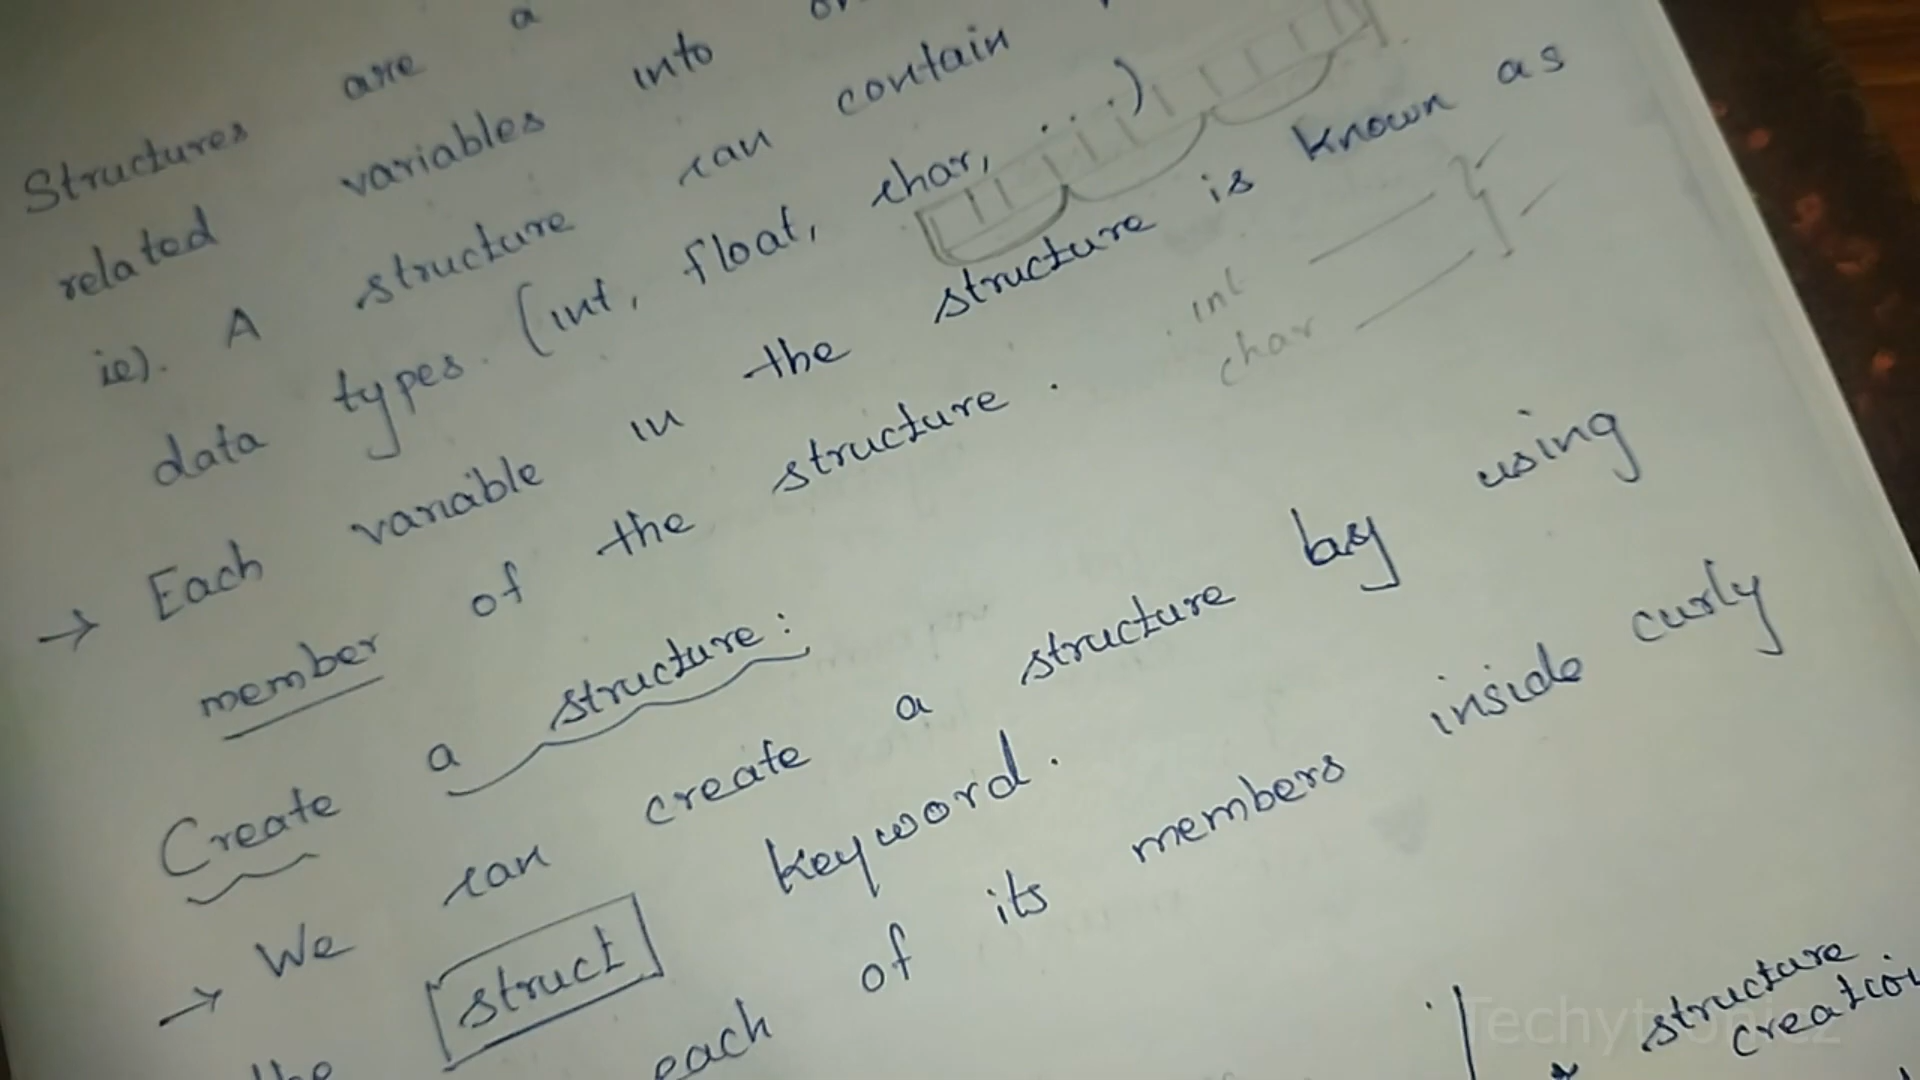 Structures are a
related variables into
ie). A structure can contain
data types. (int, float, char, ...)
→ Each variable in the structure is known as
member of the structure.
int
char
Create a structure:
→ We can create a structure by using
the struct keyword.
each of its members inside curly
structure
creation
Techytronicz